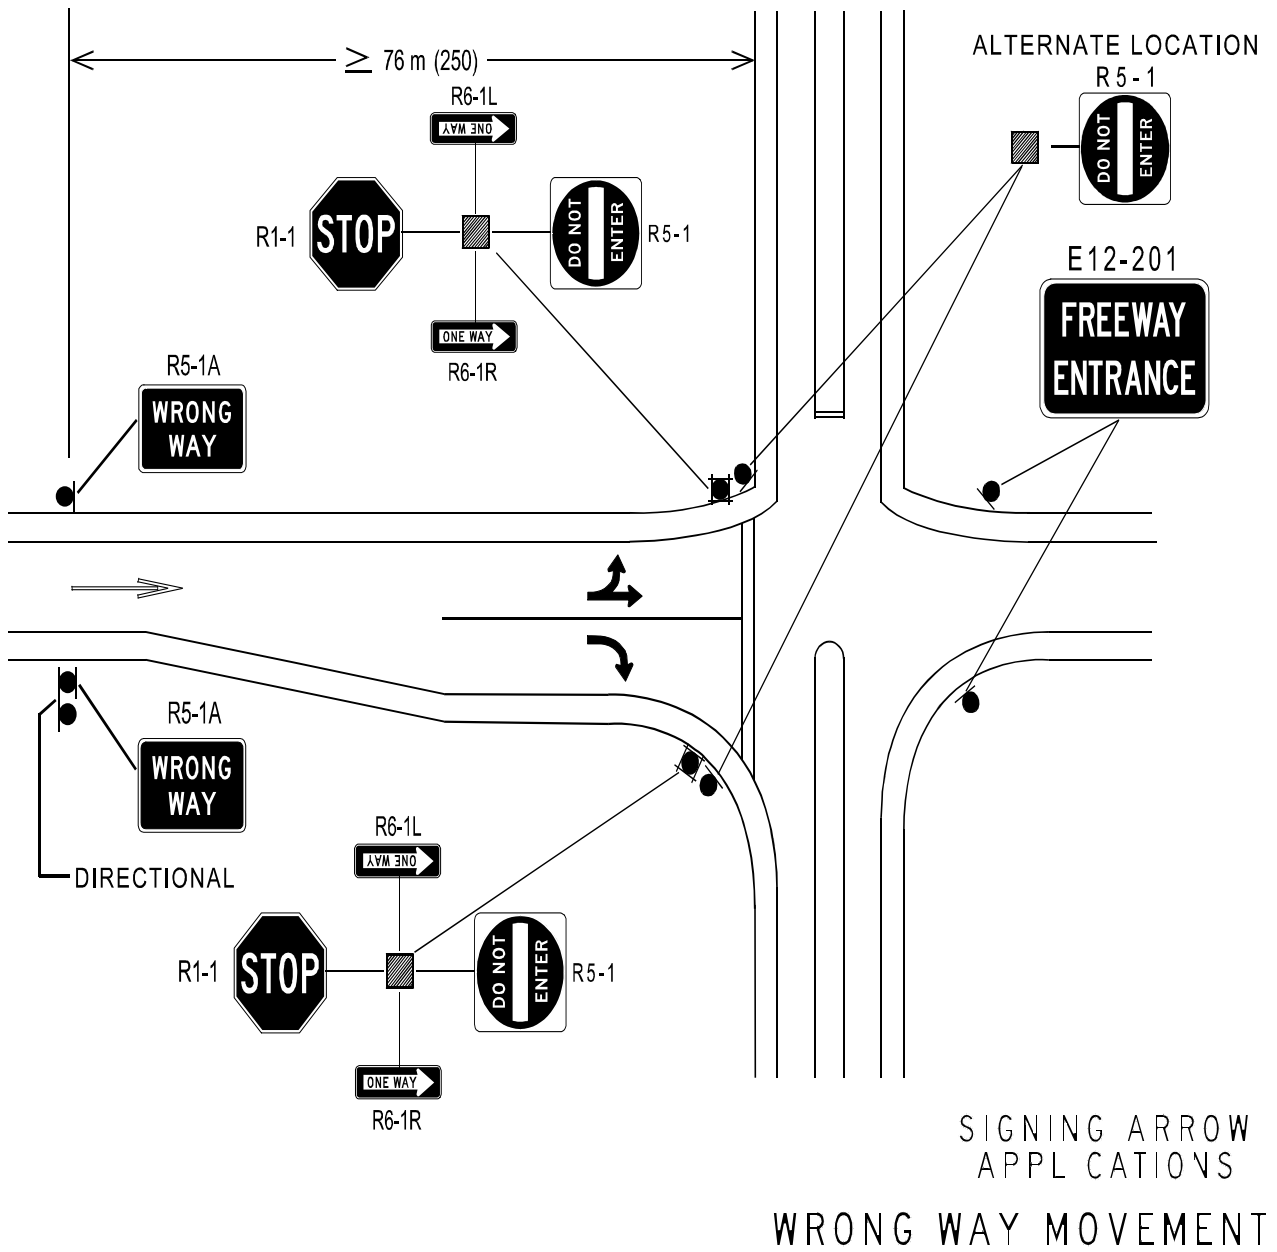 ≥ 76 m (250)
ALTERNATE LOCATION
R5-1
DO NOT
ENTER
R6-1L
ONE WAY
R1-1
STOP
DO NOT
ENTER
R5-1
ONE WAY
R6-1R
E12-201
FREEWAY
ENTRANCE
R5-1A
WRONG
WAY
R5-1A
WRONG
WAY
DIRECTIONAL
R6-1L
ONE WAY
R1-1
STOP
DO NOT
ENTER
R5-1
ONE WAY
R6-1R
SIGNING ARROW
APPL CATIONS
WRONG WAY MOVEMENT